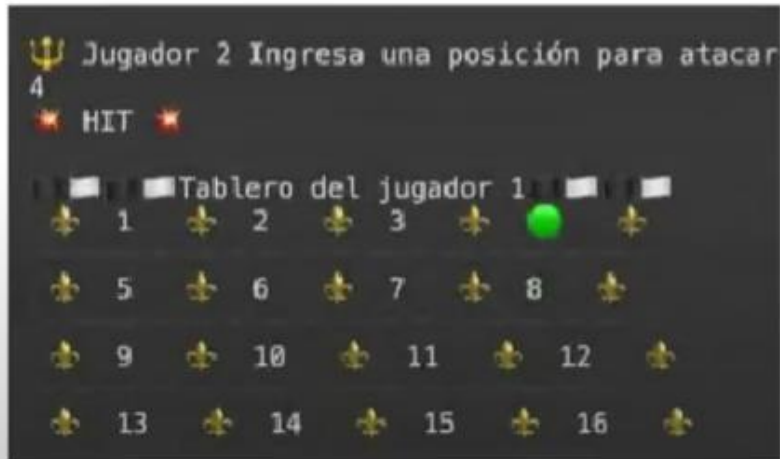 🔱 Jugador 2 Ingresa una posición para atacar
4
💥 HIT 💥
Tablero del jugador 1
⚜ 1 ⚜ 2 ⚜ 3 ⚜ 🟢 ⚜
⚜ 5 ⚜ 6 ⚜ 7 ⚜ 8 ⚜
⚜ 9 ⚜ 10 ⚜ 11 ⚜ 12 ⚜
⚜ 13 ⚜ 14 ⚜ 15 ⚜ 16 ⚜